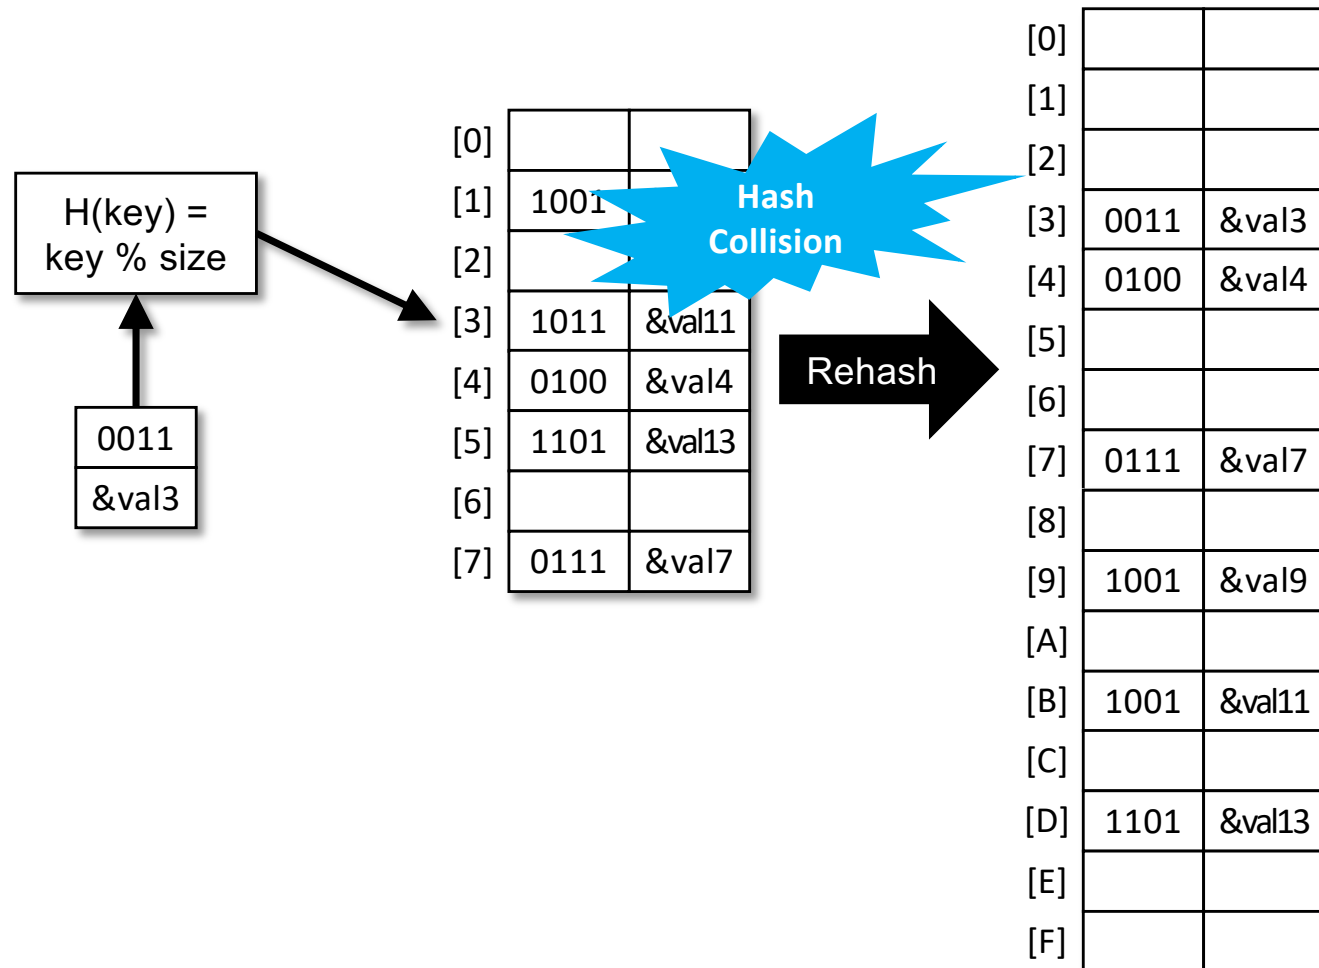 H(key) =
key % size
0011
&val3
[0]
[1] 1001
[2]
[3] 1011 &val11
[4] 0100 &val4
[5] 1101 &val13
[6]
[7] 0111 &val7
Hash
Collision
Rehash
[0]
[1]
[2]
[3] 0011 &val3
[4] 0100 &val4
[5]
[6]
[7] 0111 &val7
[8]
[9] 1001 &val9
[A]
[B] 1001 &val11
[C]
[D] 1101 &val13
[E]
[F]